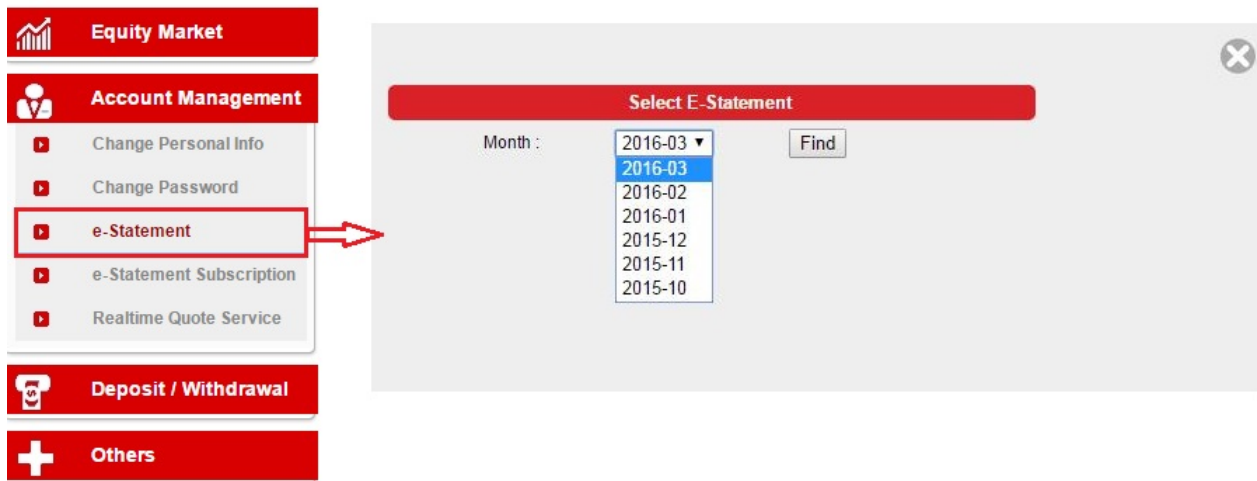 Equity Market
Account Management
Change Personal Info
Change Password
e-Statement
e-Statement Subscription
Realtime Quote Service
Deposit / Withdrawal
Others
Select E-Statement
Month : 2016-03 Find
2016-03
2016-02
2016-01
2015-12
2015-11
2015-10